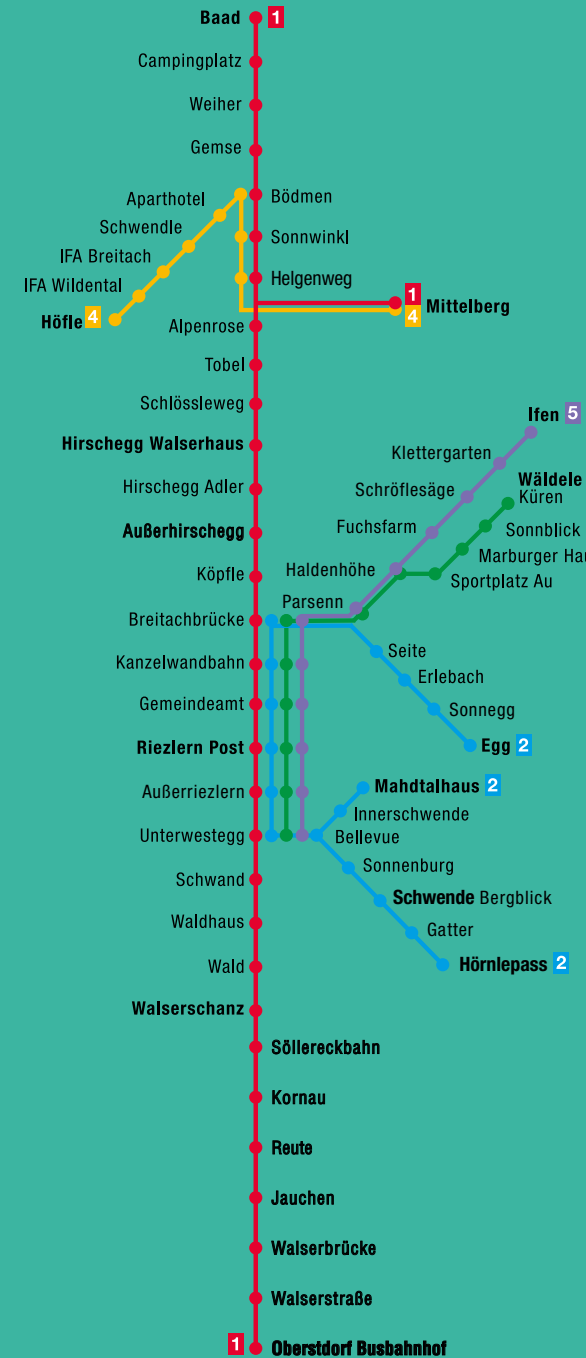 Baad 1
Campingplatz
Weiher
Gemse
Aparthotel
Bödmen
Schwendle
Sonnwinkl
IFA Breitach
IFA Wildental
Helgenweg
1
Mittelberg
4
Höfle 4
Alpenrose
Tobel
Schlössleweg
Ifen 5
Hirschegg Walserhaus
Klettergarten
Wäldele
Hirschegg Adler
Schröflesäge
Küren
Außerhirschegg
Fuchsfarm
Sonnblick
Marburger Hau
Köpfle
Haldenhöhe
Sportplatz Au
Parsenn
Breitachbrücke
Seite
Kanzelwandbahn
Erlebach
Gemeindeamt
Sonnegg
Riezlern Post
Egg 2
Außerriezlern
Mahdtalhaus 2
Innerschwende
Unterwestegg
Bellevue
Sonnenburg
Schwand
Schwende Bergblick
Waldhaus
Gatter
Wald
Hörnlepass 2
Walserschanz
Söllereckbahn
Kornau
Reute
Jauchen
Walserbrücke
Walserstraße
1 Oberstdorf Busbahnhof